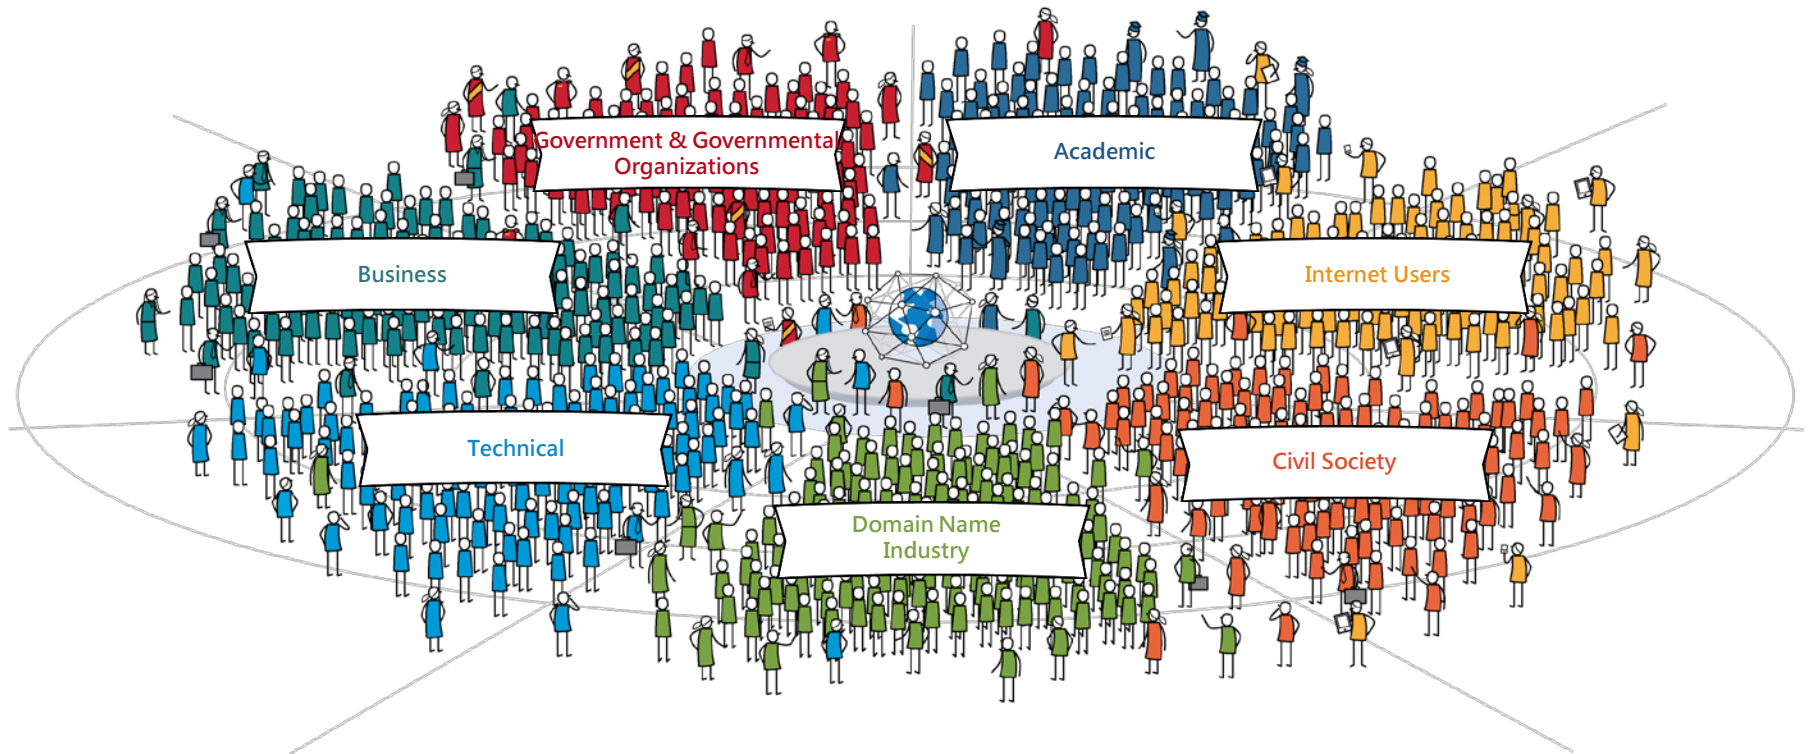 Government & Governmental
Organizations
Academic
Business
Internet Users
Technical
Civil Society
Domain Name
Industry